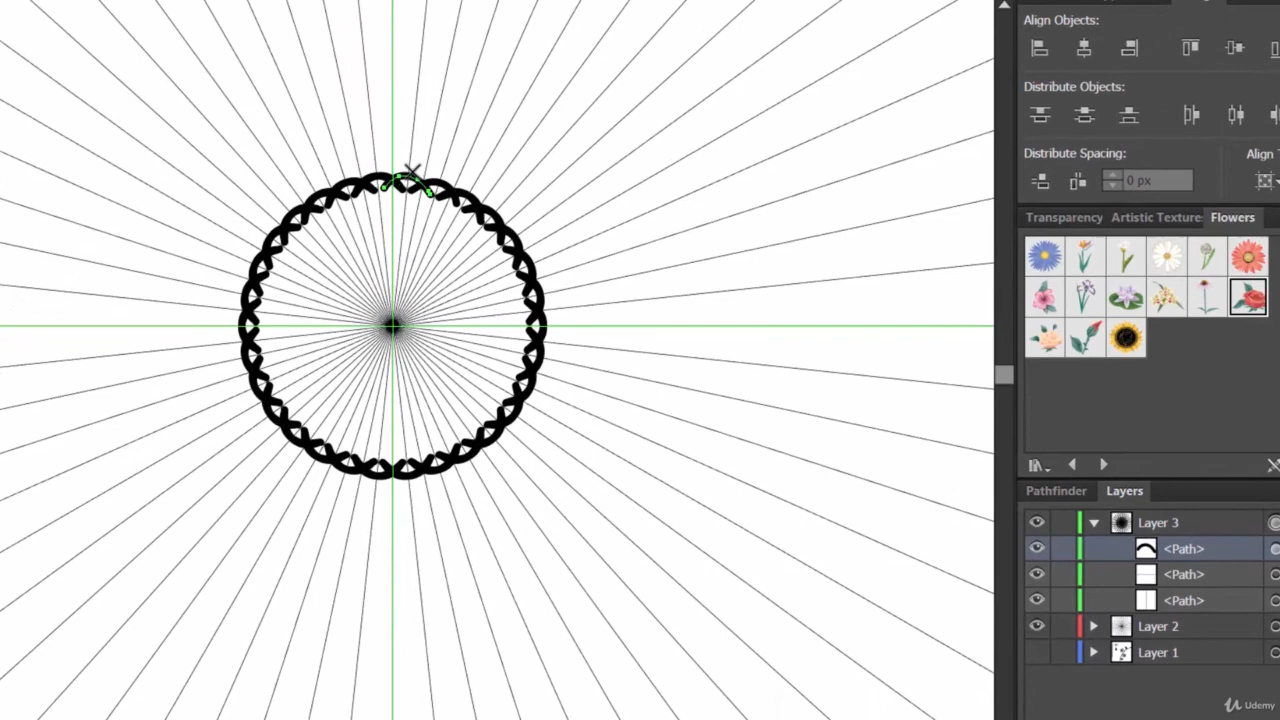 Align Objects:
Distribute Objects:
Distribute Spacing:
Align
0 px
Transparency Artistic Textures Flowers
Pathfinder Layers
Layer 3
<Path>
<Path>
<Path>
Layer 2
Layer 1
Udemy